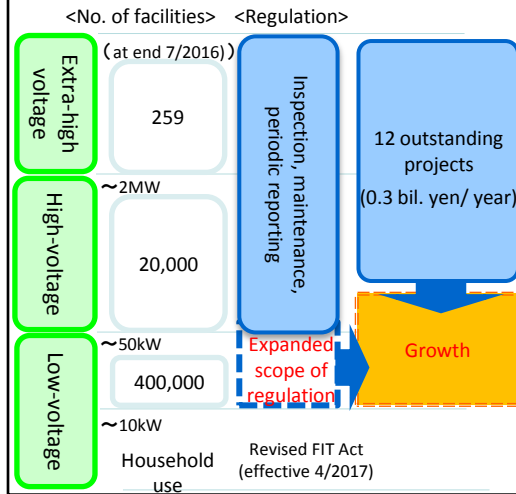 <No. of facilities> <Regulation>
(at end 7/2016)
Extra-high
voltage
259
Inspection, maintenance,
periodic reporting
12 outstanding
projects
(0.3 bil. yen/ year)
~2MW
High-voltage
20,000
~50kW
Low-voltage
400,000
Expanded
scope of
regulation
Growth
~10kW
Household
use
Revised FIT Act
(effective 4/2017)